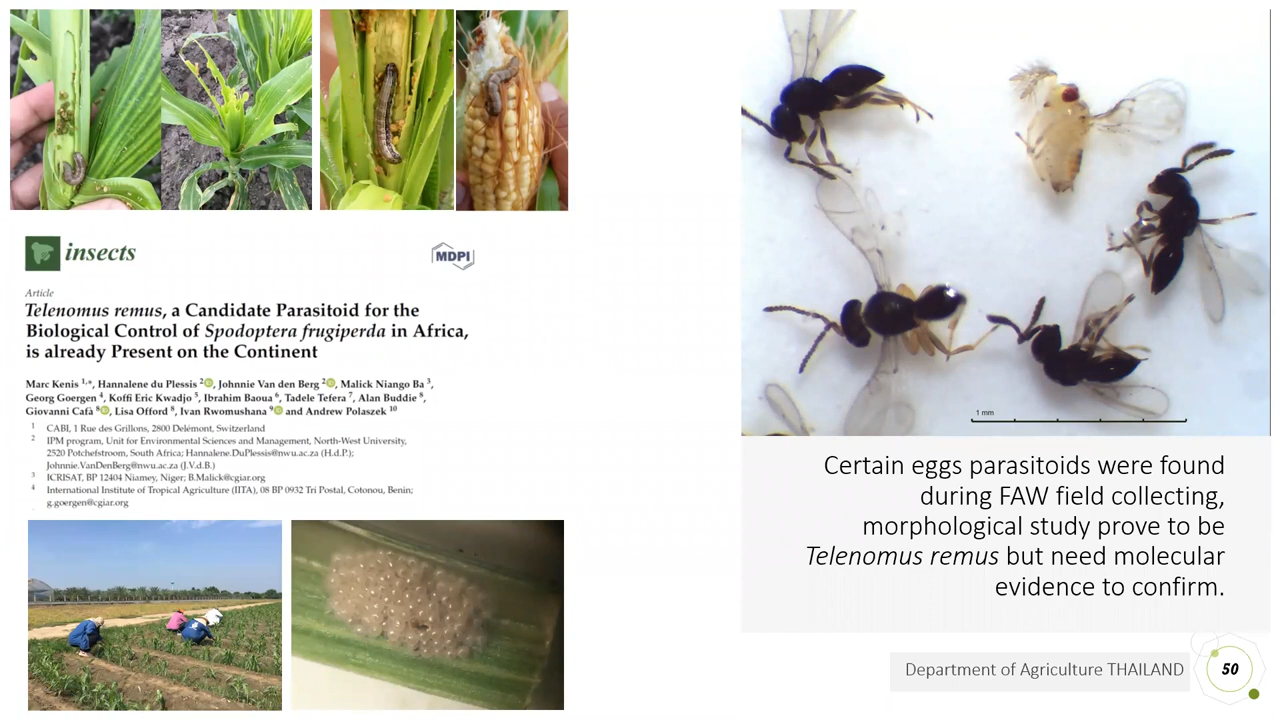 insects
MDPI
Article
Telenomus remus, a Candidate Parasitoid for the
Biological Control of Spodoptera frugiperda in Africa,
is already Present on the Continent
Marc Kenis 1,*, Hannalene du Plessis 2, Johnnie Van den Berg 2, Malick Niango Ba 3,
Georg Goergen 4, Koffi Eric Kwadjo 5, Ibrahim Baoua 6, Tadele Tefera 7, Alan Buddie 8,
Giovanni Cafà 8, Lisa Offord 8, Ivan Rwomushana 9 and Andrew Polaszek 10
1 CABI, 1 Rue des Grillons, 2800 Delémont, Switzerland
2 IPM program, Unit for Environmental Sciences and Management, North-West University,
2520 Potchefstroom, South Africa; Hannalene.DuPlessis@nwu.ac.za (H.d.P.);
Johnnie.VanDenBerg@nwu.ac.za (J.V.d.B.)
3 ICRISAT, BP 12404 Niamey, Niger; B.Malick@cgiar.org
4 International Institute of Tropical Agriculture (IITA), 08 BP 0932 Tri Postal, Cotonou, Benin;
g.goergen@cgiar.org
1 mm
Certain eggs parasitoids were found
during FAW field collecting,
morphological study prove to be
Telenomus remus but need molecular
evidence to confirm.
Department of Agriculture THAILAND
50